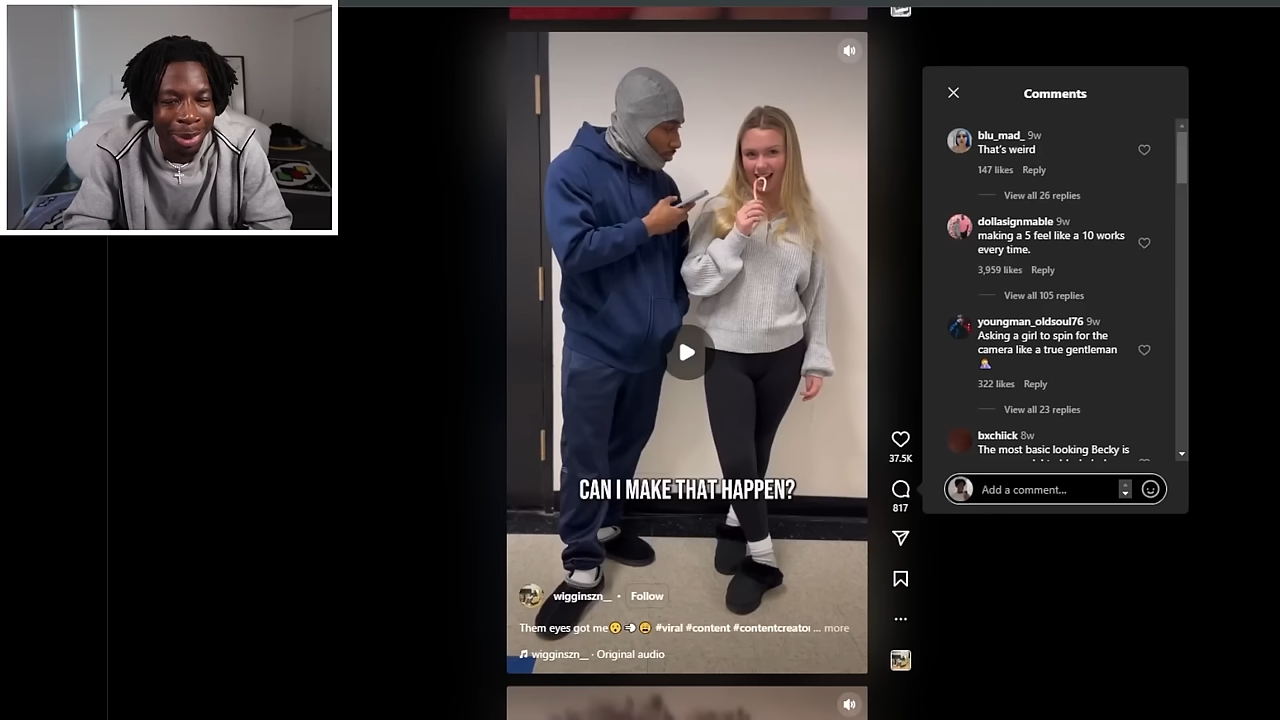 Comments
blu_mad_ 9w
That's weird
147 likes Reply
View all 26 replies
dollasignmable 9w
making a 5 feel like a 10 works
every time.
3,959 likes Reply
View all 105 replies
youngman_oldsoul76 9w
Asking a girl to spin for the
camera like a true gentleman
🤦🏼‍♀️
322 likes Reply
View all 23 replies
bxchiick 8w
The most basic looking Becky is
Add a comment...
37.5K
817
CAN I MAKE THAT HAPPEN?
wigginszn__ • Follow
Them eyes got me😯💨😩 #viral #content #contentcreator ... more
wigginszn__ · Original audio